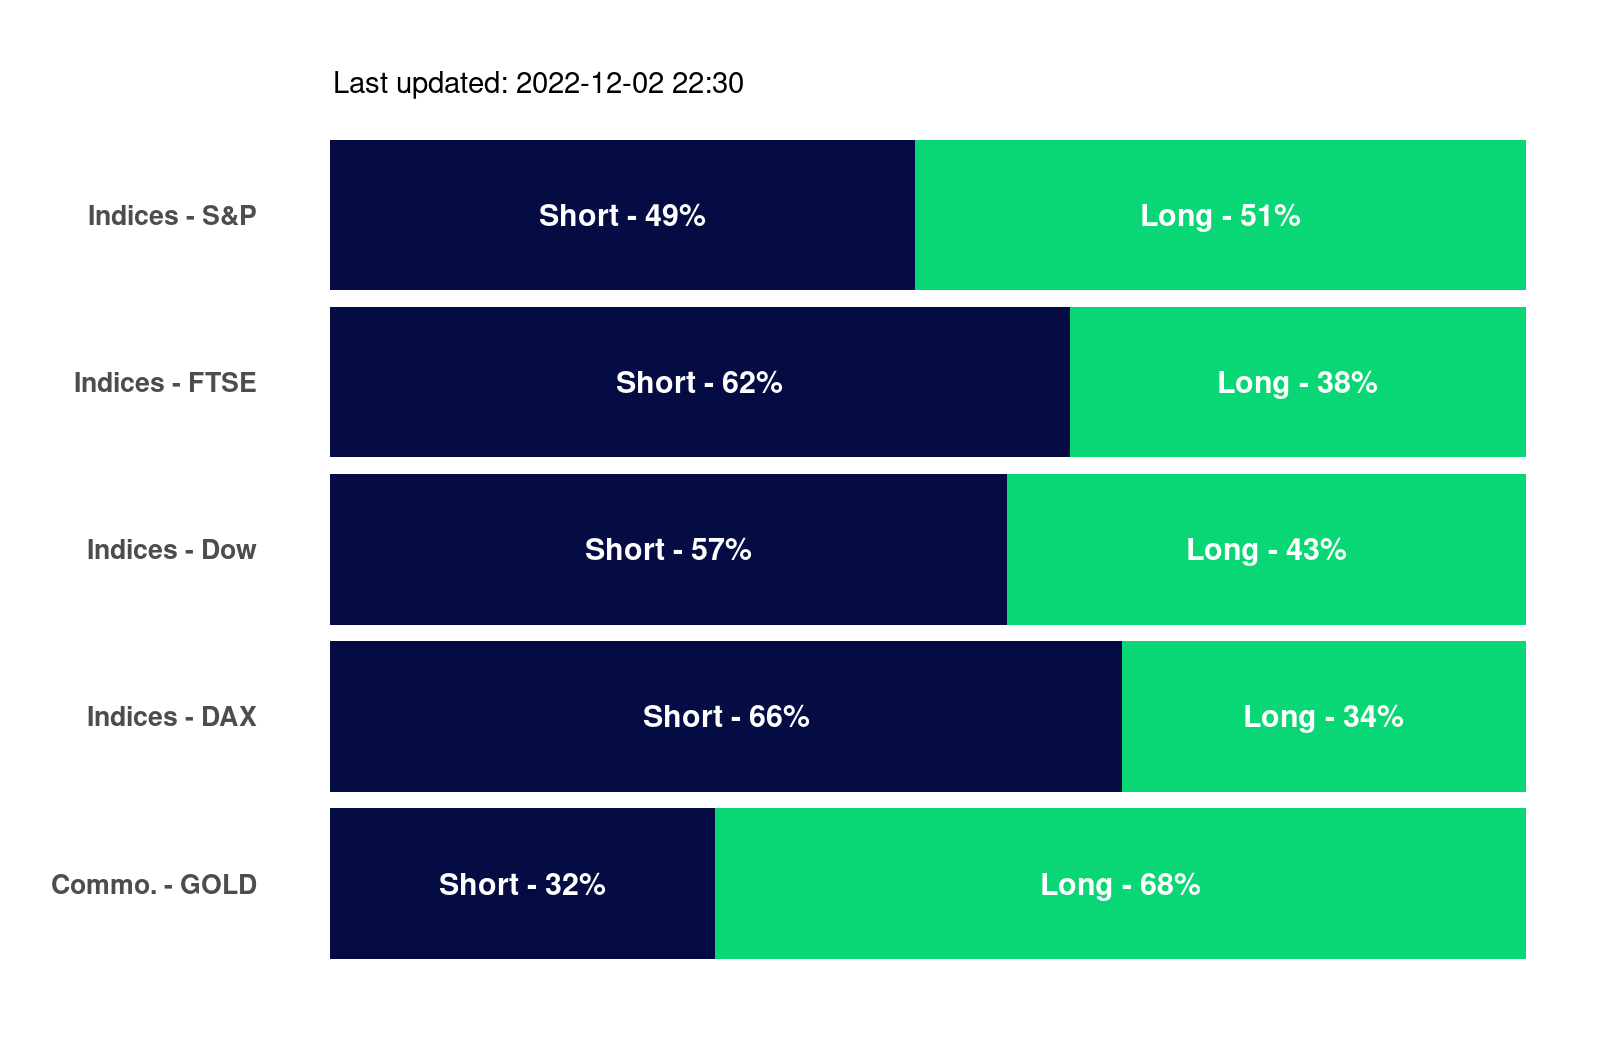 Last updated: 2022-12-02 22:30
Indices - S&P Short - 49% Long - 51%
Indices - FTSE Short - 62% Long - 38%
Indices - Dow Short - 57% Long - 43%
Indices - DAX Short - 66% Long - 34%
Commo. - GOLD Short - 32% Long - 68%